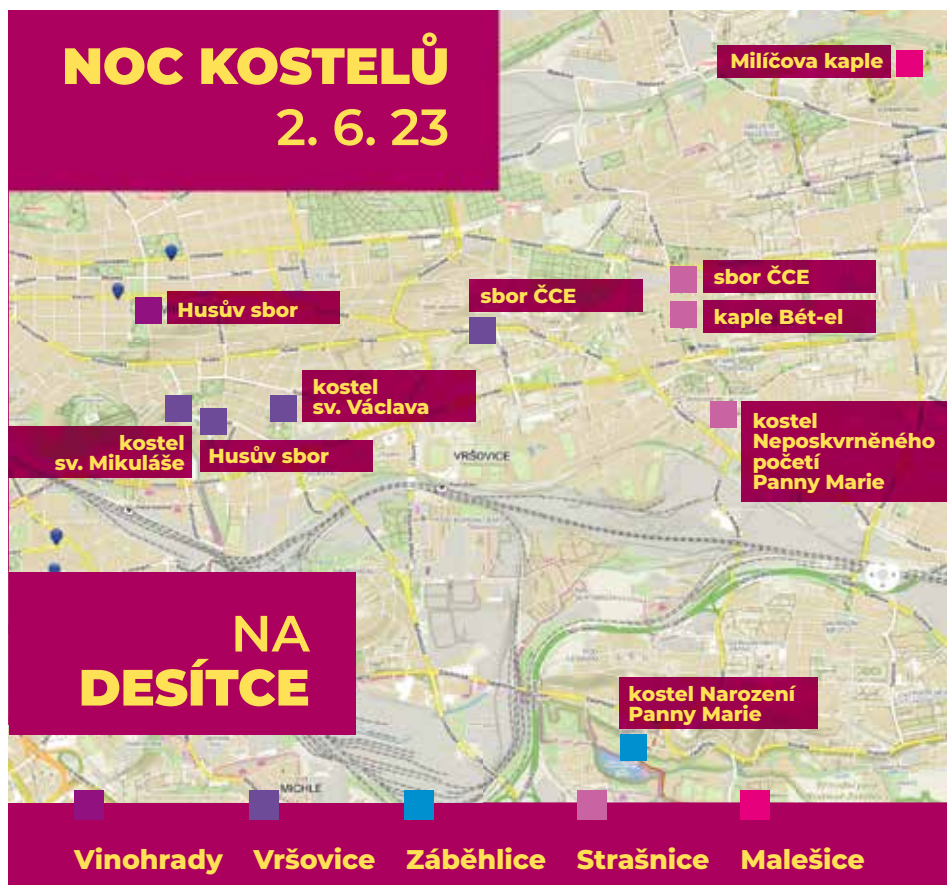 NOC KOSTELŮ
2. 6. 23
Milíčova kaple
sbor ČCE
kaple Bét-el
sbor ČCE
Husův sbor
kostel
sv. Václava
kostel
sv. Mikuláše
Husův sbor
kostel
Neposkvrněného
početí
Panny Marie
VRŠOVICE
NA
DESÍTCE
kostel Narození
Panny Marie
MICHLE
Vinohrady
Vršovice
Záběhlice
Strašnice
Malešice